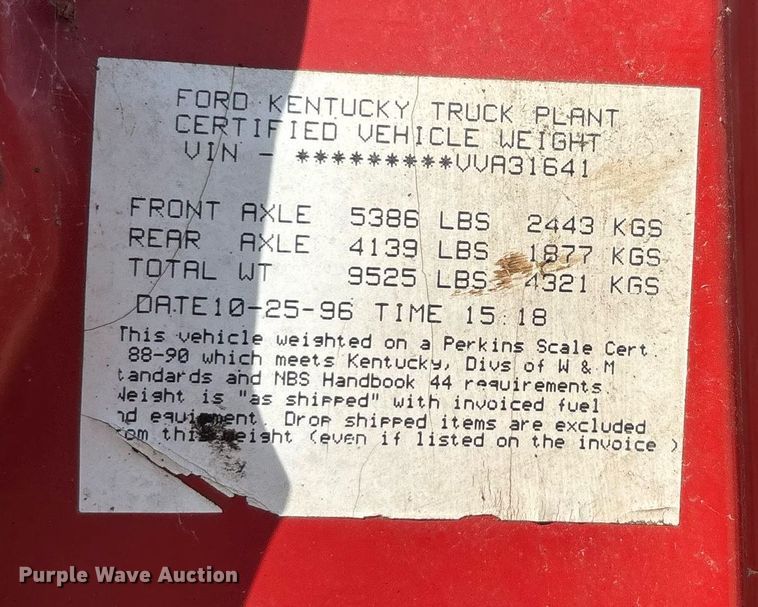 FORD KENTUCKY TRUCK PLANT
CERTIFIED VEHICLE WEIGHT
VIN - *********VVA31641
FRONT AXLE 5386 LBS 2443 KGS
REAR AXLE 4139 LBS 1877 KGS
TOTAL WT 9525 LBS 4321 KGS
DATE10-25-96 TIME 15:18
This vehicle weighted on a Perkins Scale Cert.
88-90 which meets Kentucky, Divs of W & M
tandards and NBS Handbook 44 requirements
Weight is "as shipped" with invoiced fuel
nd equipment. Drop shipped items are excluded
om this weight (even if listed on the invoice)
Purple Wave Auction